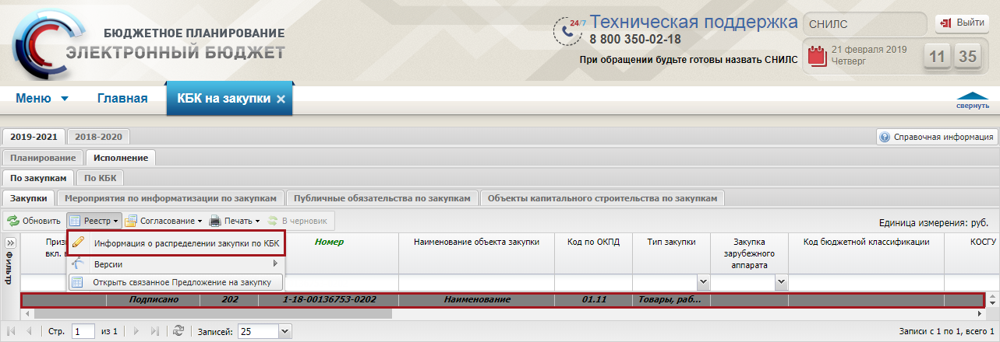 БЮДЖЕТНОЕ ПЛАНИРОВАНИЕ
ЭЛЕКТРОННЫЙ БЮДЖЕТ
24/7
Техническая поддержка
8 800 350-02-18
При обращении будьте готовы назвать СНИЛС
СНИЛС
Выйти
21 февраля 2019
Четверг
11 35
Меню
Главная
КБК на закупки
свернуть
2019-2021
2018-2020
Справочная информация
Планирование
Исполнение
По закупкам
По КБК
Закупки
Мероприятия по информатизации по закупкам
Публичные обязательства по закупкам
Объекты капитального строительства по закупкам
Обновить
Реестр
Согласование
Печать
В черновик
Единица измерения: руб.
Фильтр
Информация о распределении закупки по КБК
Версии
Открыть связанное Предложение на закупку
вкл.
Номер
Наименование объекта закупки
Код по ОКПД
Тип закупки
Закупка
зарубежного
аппарата
Код бюджетной классификации
КОСГУ
Подписано
202
1-18-00136753-0202
Наименование
01.11
Товары, раб...
Стр.
1
из 1
Записей:
25
Записи с 1 по 1, всего 1